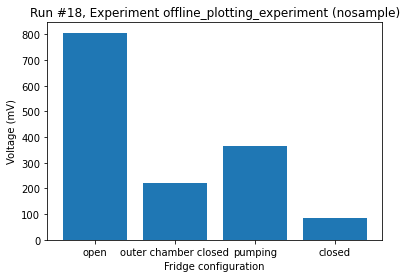 Run #18, Experiment offline_plotting_experiment (nosample)
800
700
600
500
400
300
200
100
0
Voltage (mV)
open outer chamber closed pumping closed
Fridge configuration